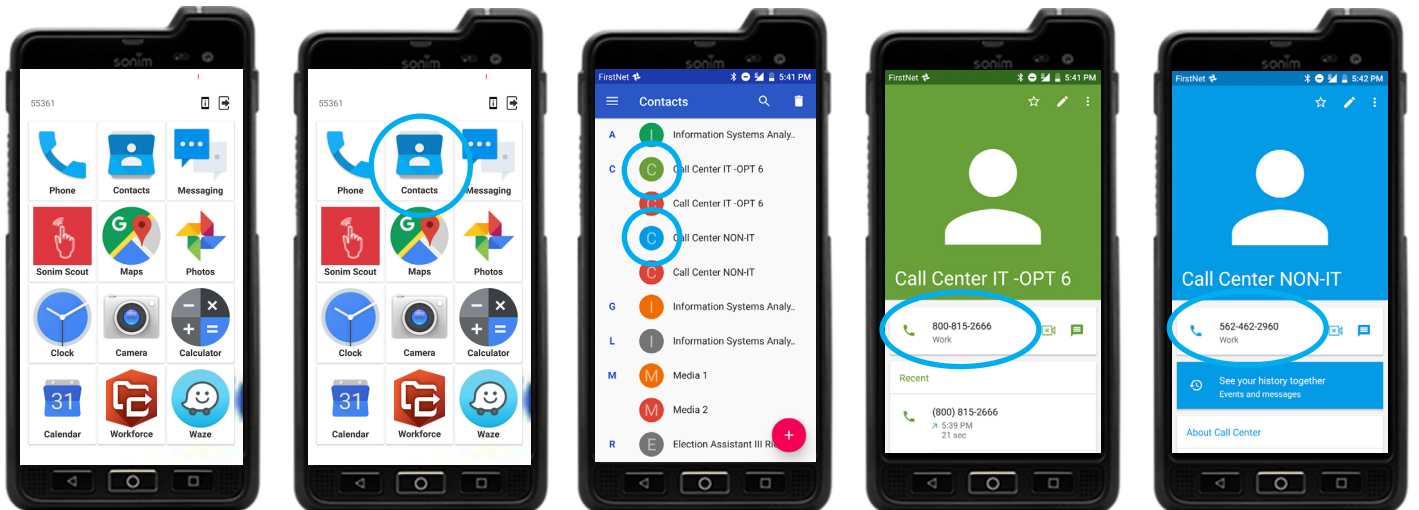 sonim
55361
Phone
Contacts
Messaging
Sonim Scout
G
Maps
Photos
Clock
Camera
Calculator
31
Calendar
Workforce
Waze
sonim
55361
Phone
Contacts
Messaging
Sonim Scout
G
Maps
Photos
Clock
Camera
Calculator
31
Calendar
Workforce
Waze
sonim
FirstNet 5:41 PM
Contacts
A I Information Systems Analy..
C C Call Center IT -OPT 6
C Call Center IT -OPT 6
C Call Center NON-IT
C Call Center NON-IT
G I Information Systems Analy..
L I Information Systems Analy..
M M Media 1
M Media 2
R E Election Assistant III
sonim
FirstNet 5:41 PM
Call Center IT -OPT 6
800-815-2666
Work
Recent
(800) 815-2666
5:39 PM
21 sec
sonim
FirstNet 5:42 PM
Call Center NON-IT
562-462-2960
Work
See your history together
Events and messages
About Call Center